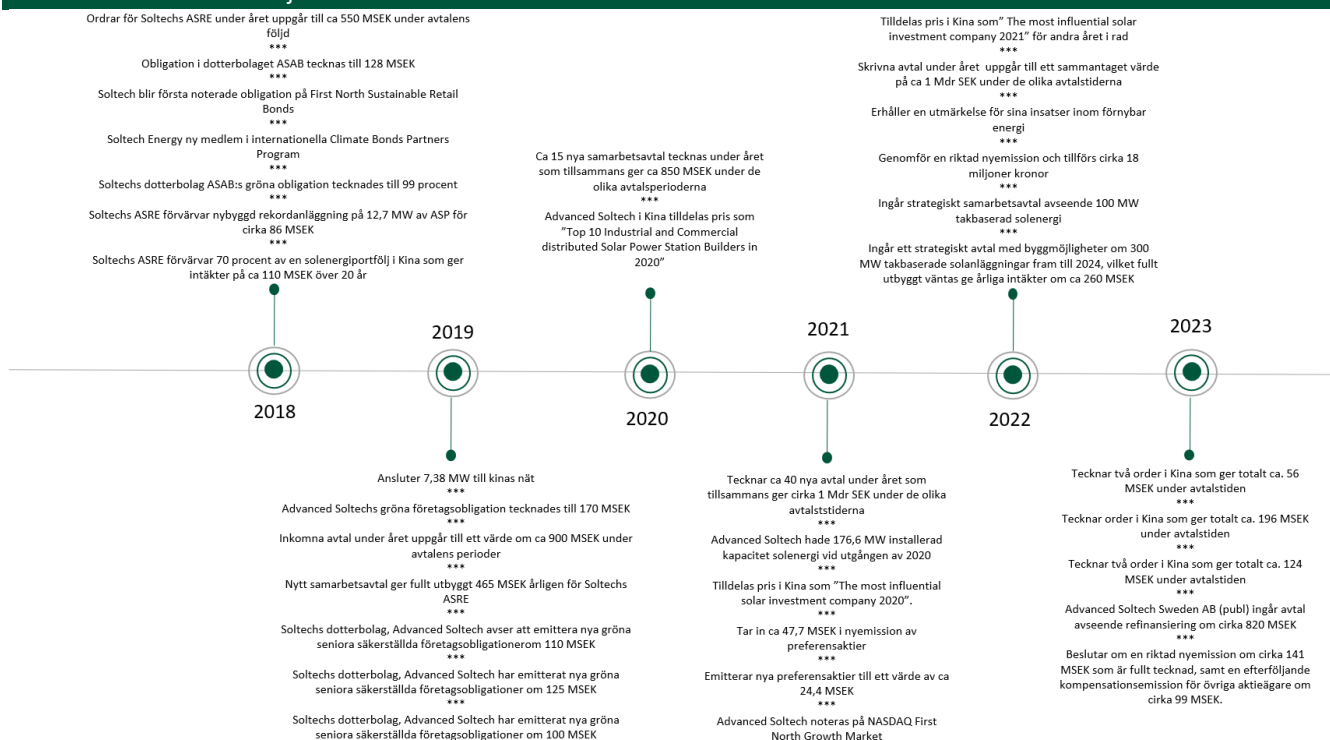 Ordrar för Soltechs ASRE under året uppgår till ca 550 MSEK under avtalens
följd
***
Obligation i dotterbolaget ASAB tecknas till 128 MSEK
***
Soltech blir första noterade obligation på First North Sustainable Retail
Bonds
***
Soltech Energy ny medlem i internationella Climate Bonds Partners
Program
***
Soltechs dotterbolag ASAB:s gröna obligation tecknades till 99 procent
***
Soltechs ASRE förvärvar nybyggd rekordanläggning på 12,7 MW av ASP för
cirka 86 MSEK
***
Soltechs ASRE förvärvar 70 procent av en solenergiportfölj i Kina som ger
intäkter på ca 110 MSEK över 20 år
2018
2019
Ansluter 7,38 MW till kinas nät
***
Advanced Soltechs gröna företagsobligation tecknades till 170 MSEK
***
Inkomna avtal under året uppgår till ett värde om ca 900 MSEK under
avtalens perioder
***
Nytt samarbetsavtal ger fullt utbyggt 465 MSEK årligen för Soltechs
ASRE
***
Soltechs dotterbolag, Advanced Soltech avser att emittera nya gröna
seniora säkerställda företagsobligationerom 110 MSEK
***
Soltechs dotterbolag, Advanced Soltech har emitterat nya gröna
seniora säkerställda företagsobligationer om 125 MSEK
***
Soltechs dotterbolag, Advanced Soltech har emitterat nya gröna
seniora säkerställda företagsobligationer om 100 MSEK
Ca 15 nya samarbetsavtal tecknas under året
som tillsammans ger ca 850 MSEK under de
olika avtalsperioderna
***
Advanced Soltech i Kina tilldelas pris som
”Top 10 Industrial and Commercial
distributed Solar Power Station Builders in
2020”
2020
2021
Tecknar ca 40 nya avtal under året som
tillsammans ger cirka 1 Mdr SEK under de olika
avtalststiderna
***
Advanced Soltech hade 176,6 MW installerad
kapacitet solenergi vid utgången av 2020
***
Tilldelas pris i Kina som ”The most influential
solar investment company 2020”.
***
Tar in ca 47,7 MSEK i nyemission av
preferensaktier
***
Emitterar nya preferensaktier till ett värde av ca
24,4 MSEK
***
Advanced Soltech noteras på NASDAQ First
North Growth Market
Tilldelas pris i Kina som” The most influential solar
investment company 2021” för andra året i rad
***
Skrivna avtal under året  uppgår till ett sammantaget värde
på ca 1 Mdr SEK under de olika avtalstiderna
***
Erhåller en utmärkelse för sina insatser inom förnybar
energi
***
Genomför en riktad nyemission och tillförs cirka 18
miljoner kronor
***
Ingår strategiskt samarbetsavtal avseende 100 MW
takbaserad solenergi
***
Ingår ett strategiskt avtal med byggmöjligheter om 300
MW takbaserade solanläggningar fram till 2024, vilket fullt
utbyggt väntas ge årliga intäkter om ca 260 MSEK
2022
2023
Tecknar två order i Kina som ger totalt ca. 56
MSEK under avtalstiden
***
Tecknar order i Kina som ger totalt ca. 196 MSEK
under avtalstiden
***
Tecknar två order i Kina som ger totalt ca. 124
MSEK under avtalstiden
***
Advanced Soltech Sweden AB (publ) ingår avtal
avseende refinansiering om cirka 820 MSEK
***
Beslutar om en riktad nyemission om cirka 141
MSEK som är fullt tecknad, samt en efterföljande
kompensationsemission för övriga aktieägare om
cirka 99 MSEK.